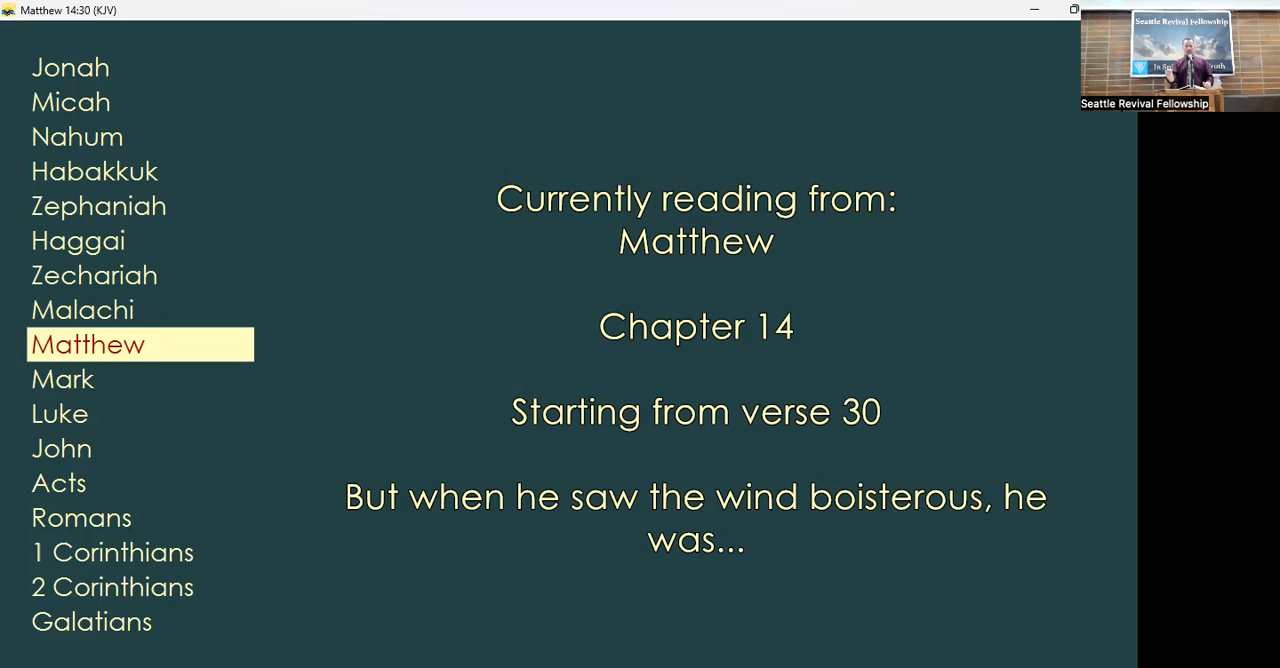 Matthew 14:30 (KJV)
Seattle Revival Fellowship
Seattle Revival Fellowship
Jonah
Micah
Nahum
Habakkuk
Zephaniah
Haggai
Zechariah
Malachi
Matthew
Mark
Luke
John
Acts
Romans
1 Corinthians
2 Corinthians
Galatians
Currently reading from:
Matthew
Chapter 14
Starting from verse 30
But when he saw the wind boisterous, he
was...